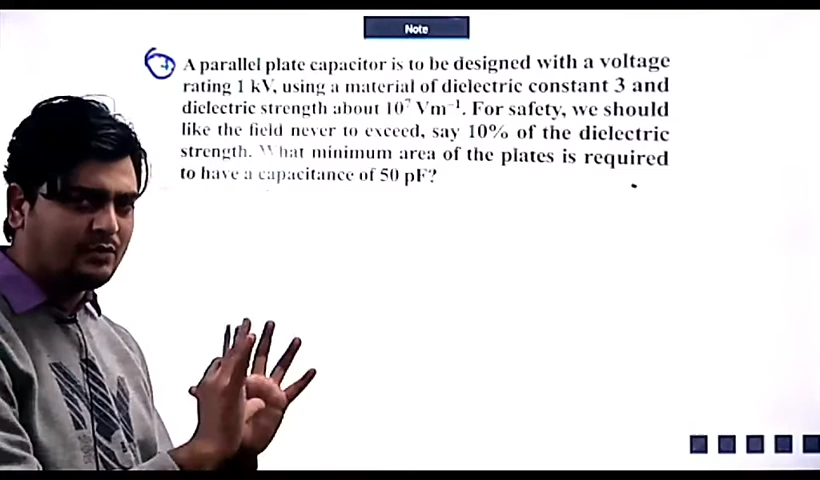 Note
A parallel plate capacitor is to be designed with a voltage
rating 1 kV, using a material of dielectric constant 3 and
dielectric strength about 10⁷ Vm⁻¹. For safety, we should
like the field never to exceed, say 10% of the dielectric
strength. What minimum area of the plates is required
to have a capacitance of 50 pF?